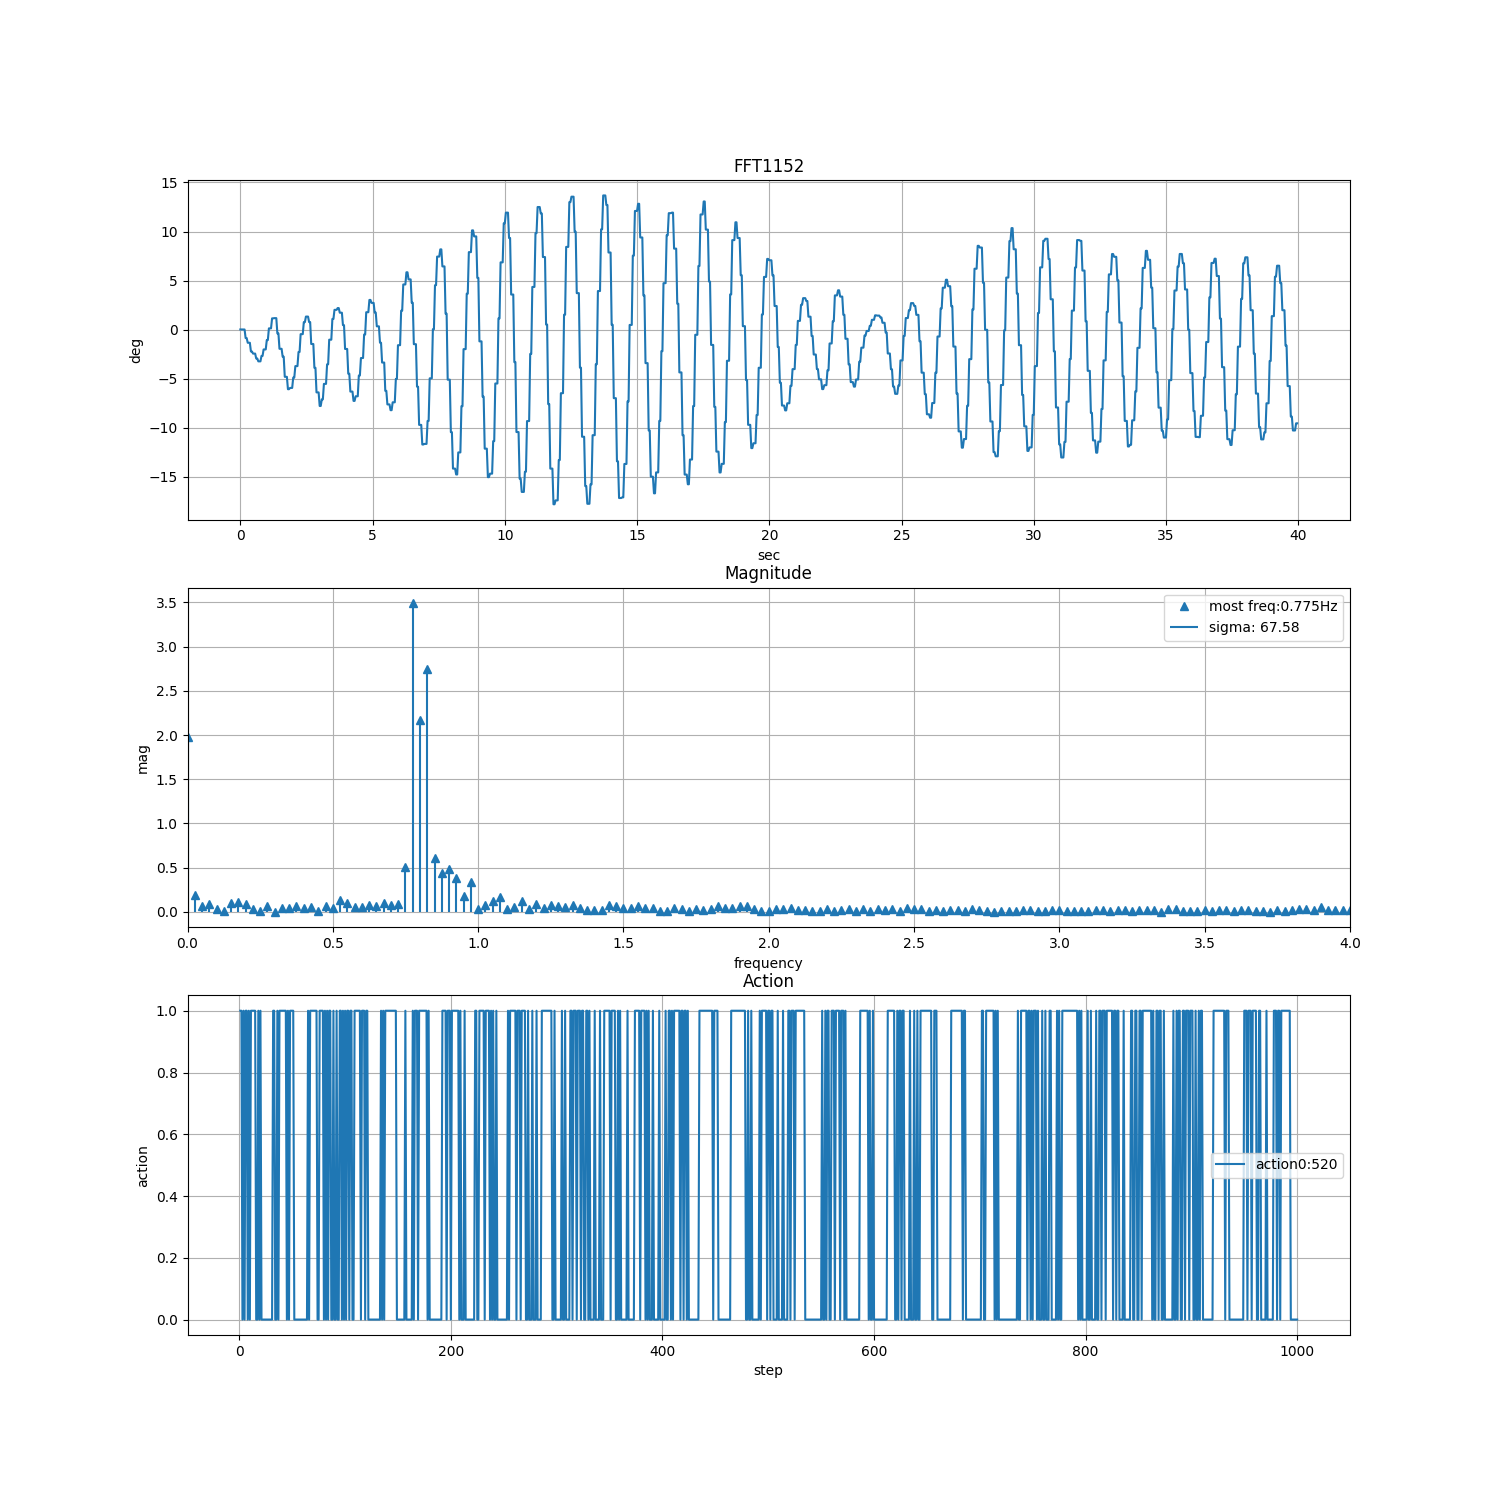 FFT1152
15
10
5
0
−5
−10
−15
deg
0 5 10 15 20 25 30 35 40
sec
Magnitude
3.5
3.0
2.5
2.0
1.5
1.0
0.5
0.0
mag
most freq:0.775Hz
sigma: 67.58
0.0 0.5 1.0 1.5 2.0 2.5 3.0 3.5 4.0
frequency
Action
1.0
0.8
0.6
0.4
0.2
0.0
action
action0:520
0 200 400 600 800 1000
step